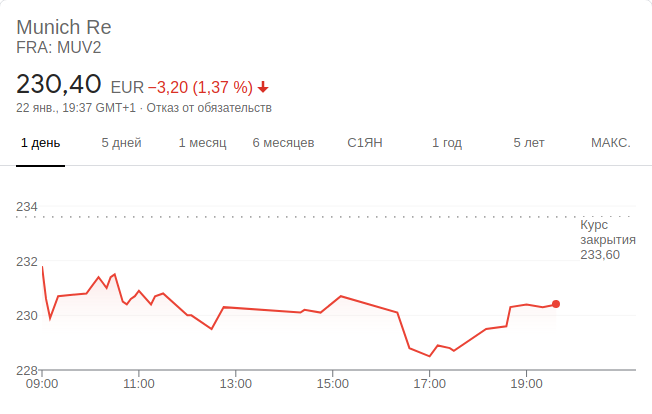 Munich Re
FRA: MUV2
230,40 EUR −3,20 (1,37 %)
22 янв., 19:37 GMT+1 · Отказ от обязательств
1 день 5 дней 1 месяц 6 месяцев С1ЯН 1 год 5 лет МАКС.
234
Курс
закрытия
233,60
232
230
228
09:00 11:00 13:00 15:00 17:00 19:00